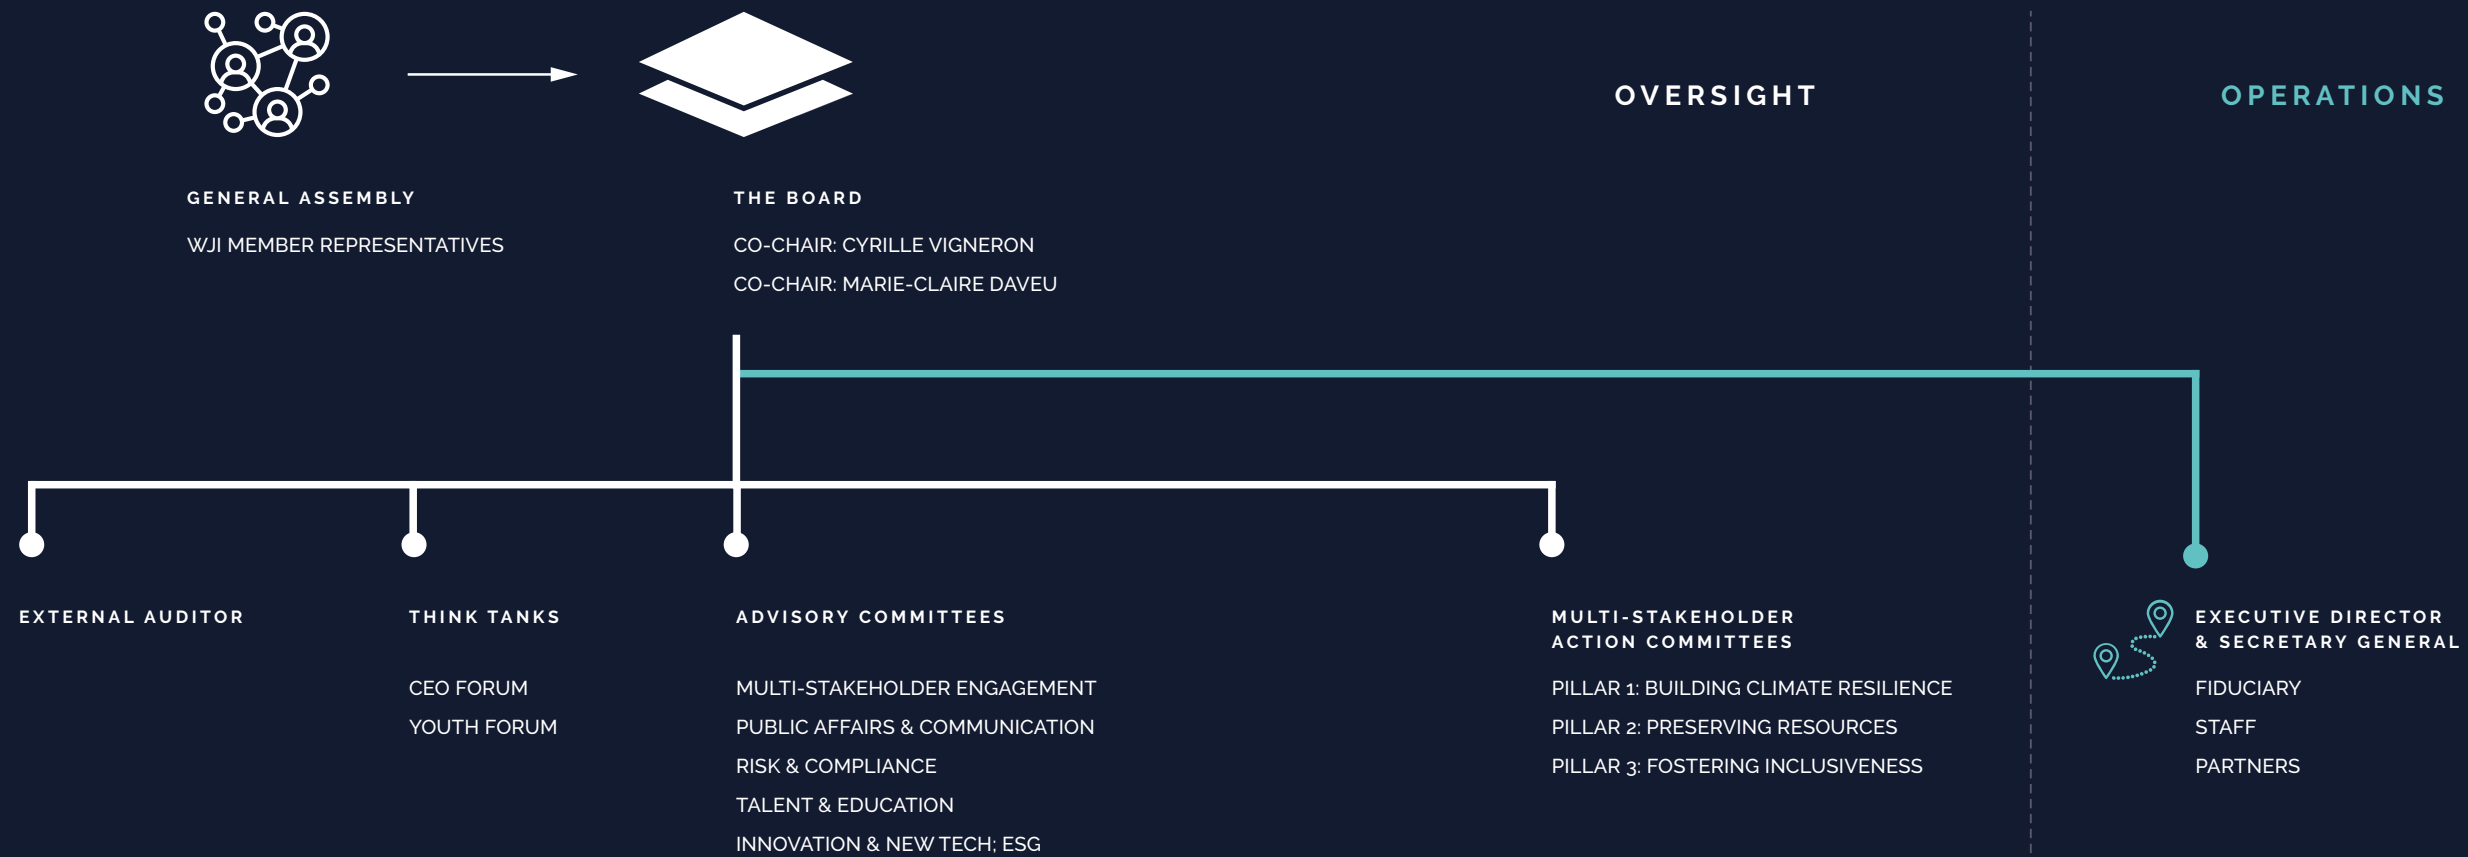 OVERSIGHT
OPERATIONS
GENERAL ASSEMBLY
WJI MEMBER REPRESENTATIVES
THE BOARD
CO-CHAIR: CYRILLE VIGNERON
CO-CHAIR: MARIE-CLAIRE DAVEU
EXTERNAL AUDITOR
THINK TANKS
CEO FORUM
YOUTH FORUM
ADVISORY COMMITTEES
MULTI-STAKEHOLDER ENGAGEMENT
PUBLIC AFFAIRS & COMMUNICATION
RISK & COMPLIANCE
TALENT & EDUCATION
INNOVATION & NEW TECH; ESG
MULTI-STAKEHOLDER
ACTION COMMITTEES
PILLAR 1: BUILDING CLIMATE RESILIENCE
PILLAR 2: PRESERVING RESOURCES
PILLAR 3: FOSTERING INCLUSIVENESS
EXECUTIVE DIRECTOR
& SECRETARY GENERAL
FIDUCIARY
STAFF
PARTNERS